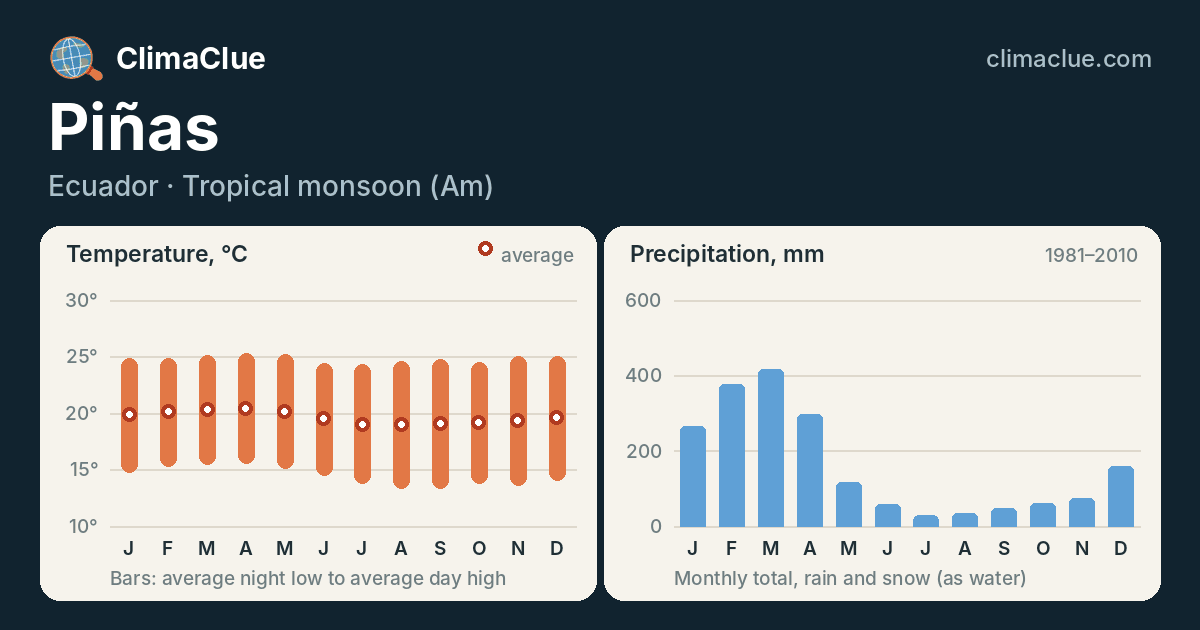 ClimaClue
climaclue.com
Piñas
Ecuador · Tropical monsoon (Am)
Temperature, °C
average
30°
25°
20°
15°
10°
J F M A M J J A S O N D
Bars: average night low to average day high
Precipitation, mm
1981–2010
600
400
200
0
J F M A M J J A S O N D
Monthly total, rain and snow (as water)